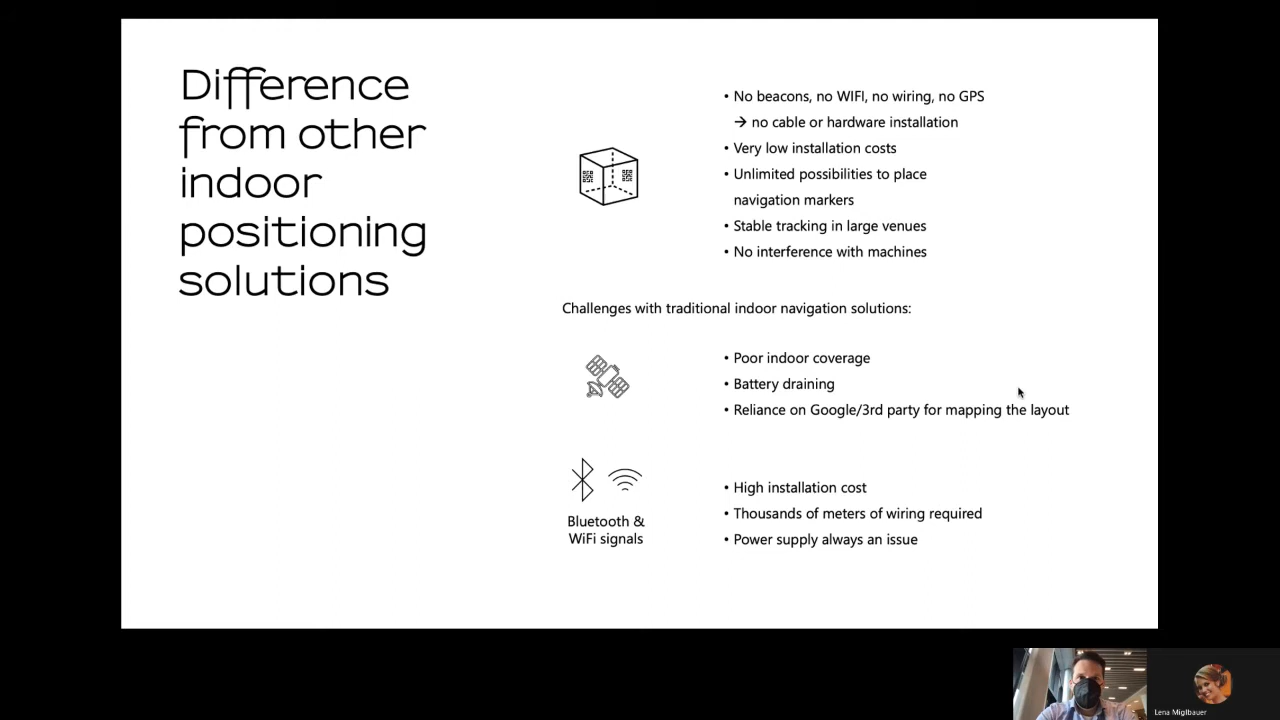 Difference
from other
indoor
positioning
solutions
• No beacons, no WIFI, no wiring, no GPS
→ no cable or hardware installation
• Very low installation costs
• Unlimited possibilities to place
navigation markers
• Stable tracking in large venues
• No interference with machines
Challenges with traditional indoor navigation solutions:
• Poor indoor coverage
• Battery draining
• Reliance on Google/3rd party for mapping the layout
Bluetooth &
WiFi signals
• High installation cost
• Thousands of meters of wiring required
• Power supply always an issue
Lena Miglbauer